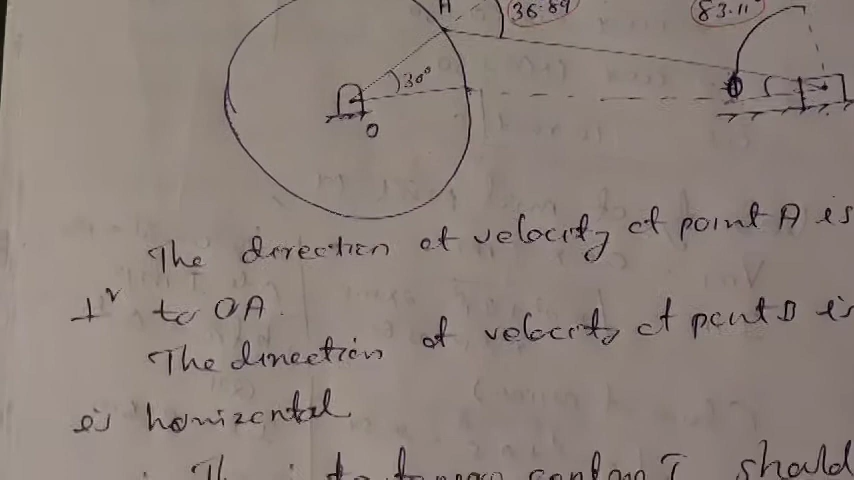 A 36.89 83.11°
30°
O
The direction of velocity of point A is
⊥r to OA.
The direction of velocity of point B is
is horizontal